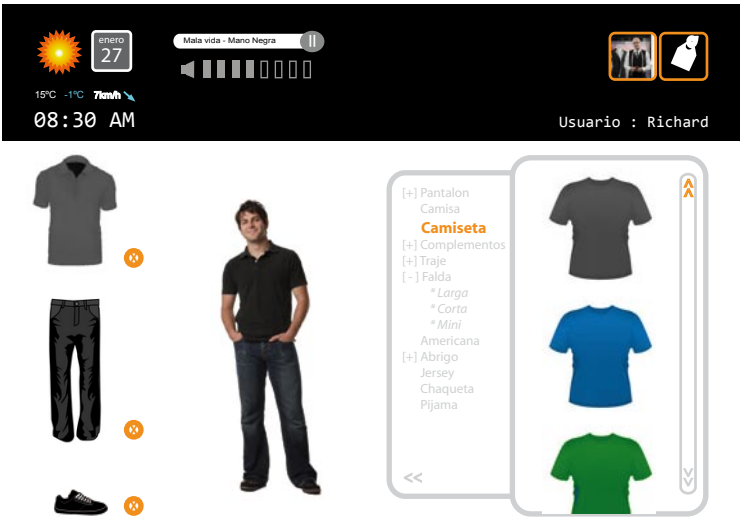 enero
27
Mala vida - Mano Negra
15ºC -1ºC 7km/h
08:30 AM
Usuario : Richard
[+] Pantalon
Camisa
Camiseta
[+] Complementos
[+] Traje
[ - ] Falda
* Larga
* Corta
* Mini
Americana
[+] Abrigo
Jersey
Chaqueta
Pijama
<<